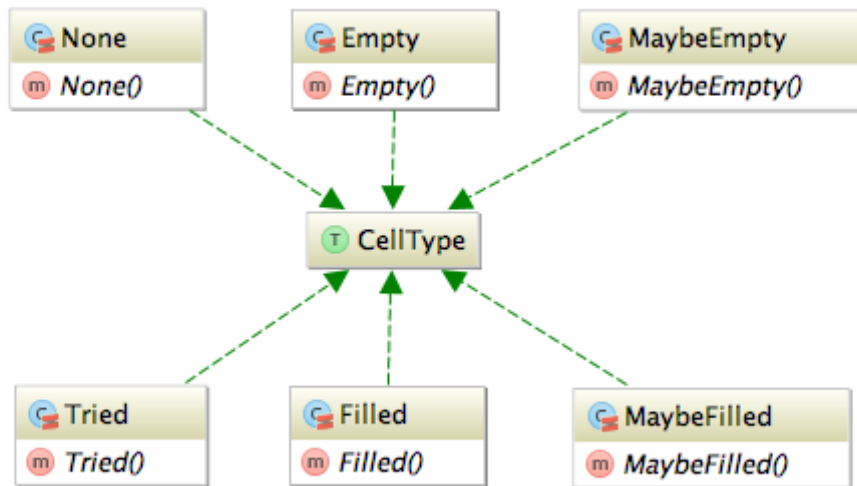 C None
m None()
C Empty
m Empty()
C MaybeEmpty
m MaybeEmpty()
T CellType
C Tried
m Tried()
C Filled
m Filled()
C MaybeFilled
m MaybeFilled()